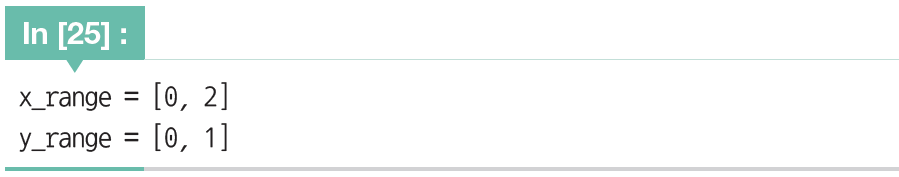 In [25] :
x_range = [0, 2]
y_range = [0, 1]